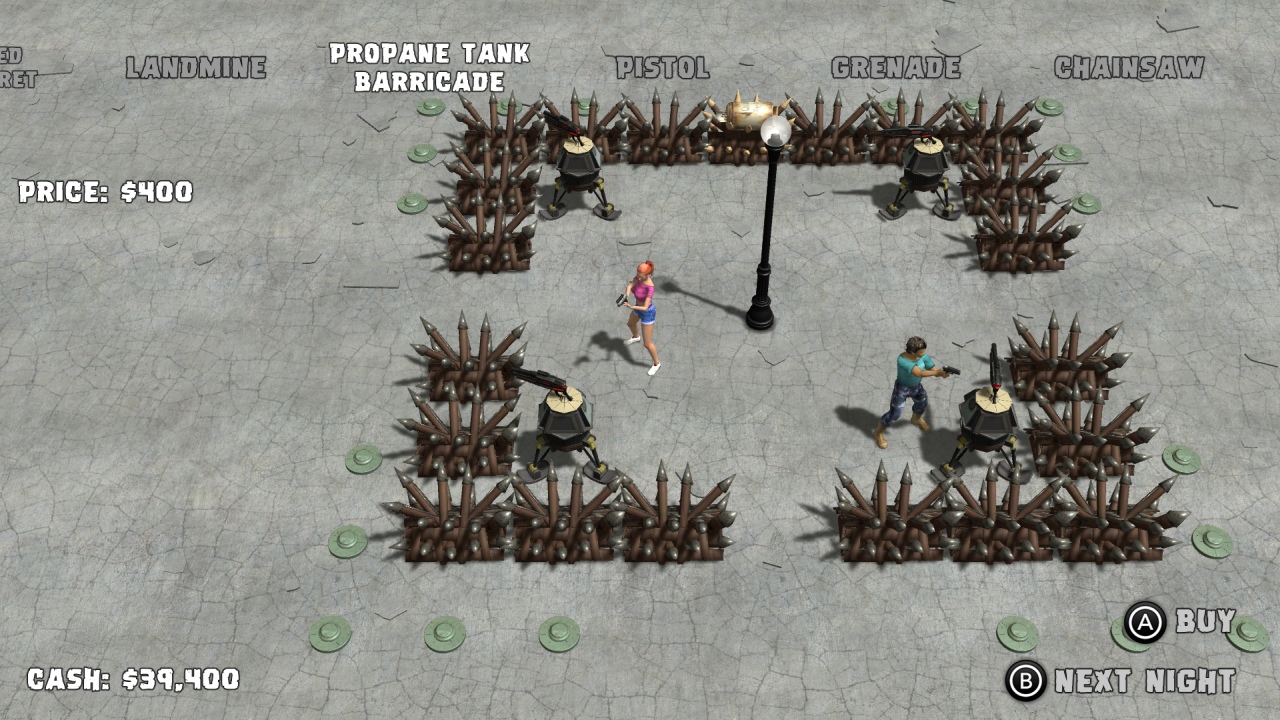 LANDMINE
PROPANE TANK
BARRICADE
PISTOL
GRENADE
CHAINSAW
PRICE: $400
A BUY
CASH: $39,400
B NEXT NIGHT